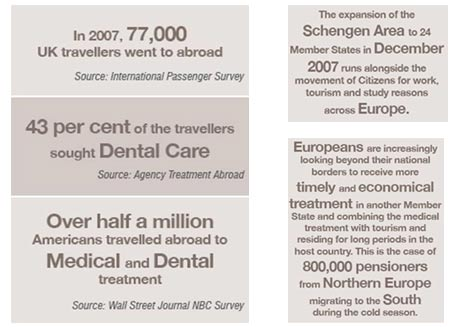 In 2007, 77,000
UK travellers went to abroad
Source: International Passenger Survey
43 per cent of the travellers
sought Dental Care
Source: Agency Treatment Abroad
Over half a million
Americans travelled abroad to
Medical and Dental
treatment
Source: Wall Street Journal NBC Survey
The expansion of the
Schengen Area to 24
Member States in December
2007 runs alongside the
movement of Citizens for work,
tourism and study reasons
across Europe.
Europeans are increasingly
looking beyond their national
borders to receive more
timely and economical
treatment in another Member
State and combining the medical
treatment with tourism and
residing for long periods in the
host country. This is the case of
800,000 pensioners
from Northern Europe
migrating to the South
during the cold season.